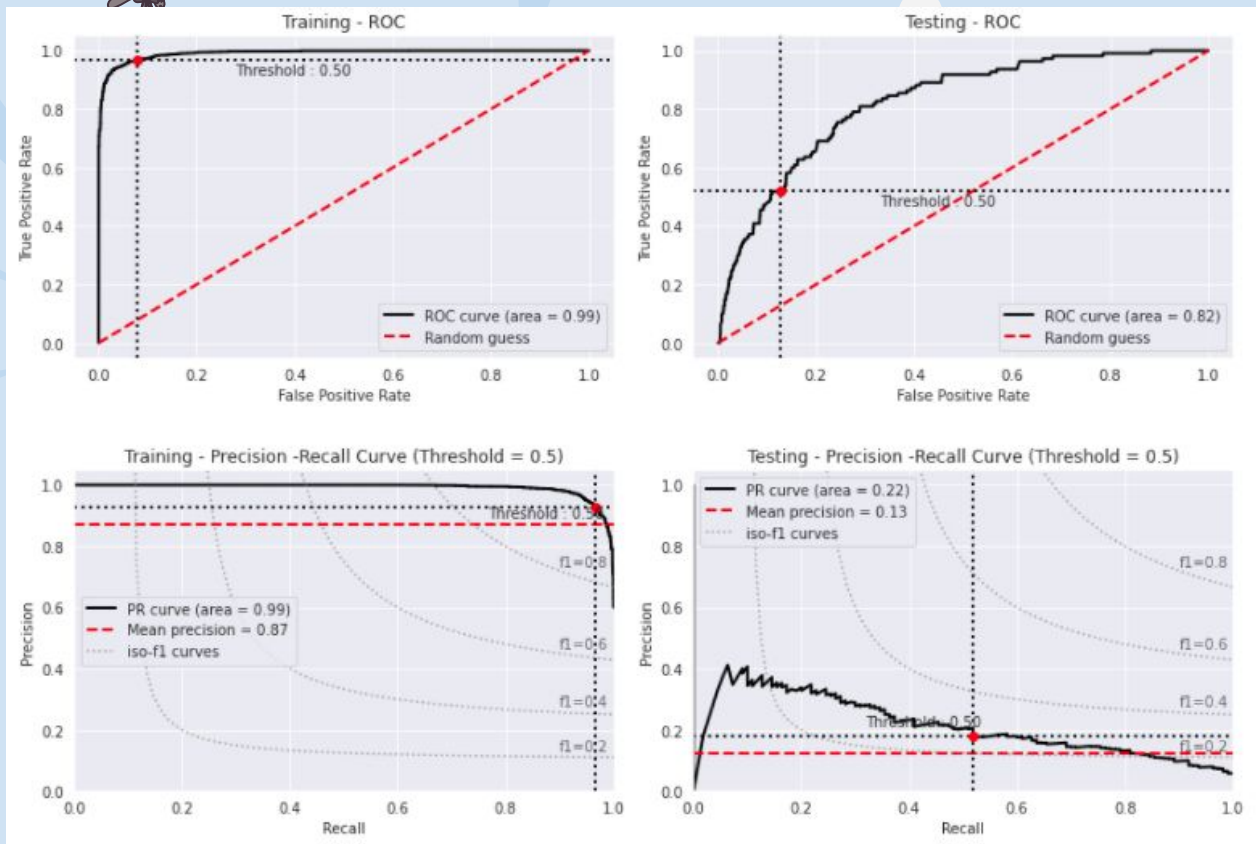 Training - ROC
1.0
0.8
0.6
0.4
0.2
0.0
True Positive Rate
Threshold : 0.50
ROC curve (area = 0.99)
Random guess
0.0 0.2 0.4 0.6 0.8 1.0
False Positive Rate
Testing - ROC
1.0
0.8
0.6
0.4
0.2
0.0
True Positive Rate
Threshold : 0.50
ROC curve (area = 0.82)
Random guess
0.0 0.2 0.4 0.6 0.8 1.0
False Positive Rate
Training - Precision -Recall Curve (Threshold = 0.5)
1.0
0.8
0.6
0.4
0.2
0.0
Precision
Threshold : 0.5
f1=0.8
PR curve (area = 0.99)
Mean precision = 0.87
iso-f1 curves
f1=0.6
f1=0.4
f1=0.2
0.0 0.2 0.4 0.6 0.8 1.0
Recall
Testing - Precision -Recall Curve (Threshold = 0.5)
1.0
0.8
0.6
0.4
0.2
0.0
Precision
PR curve (area = 0.22)
Mean precision = 0.13
iso-f1 curves
f1=0.8
f1=0.6
f1=0.4
Threshold : 0.50
f1=0.2
0.0 0.2 0.4 0.6 0.8 1.0
Recall